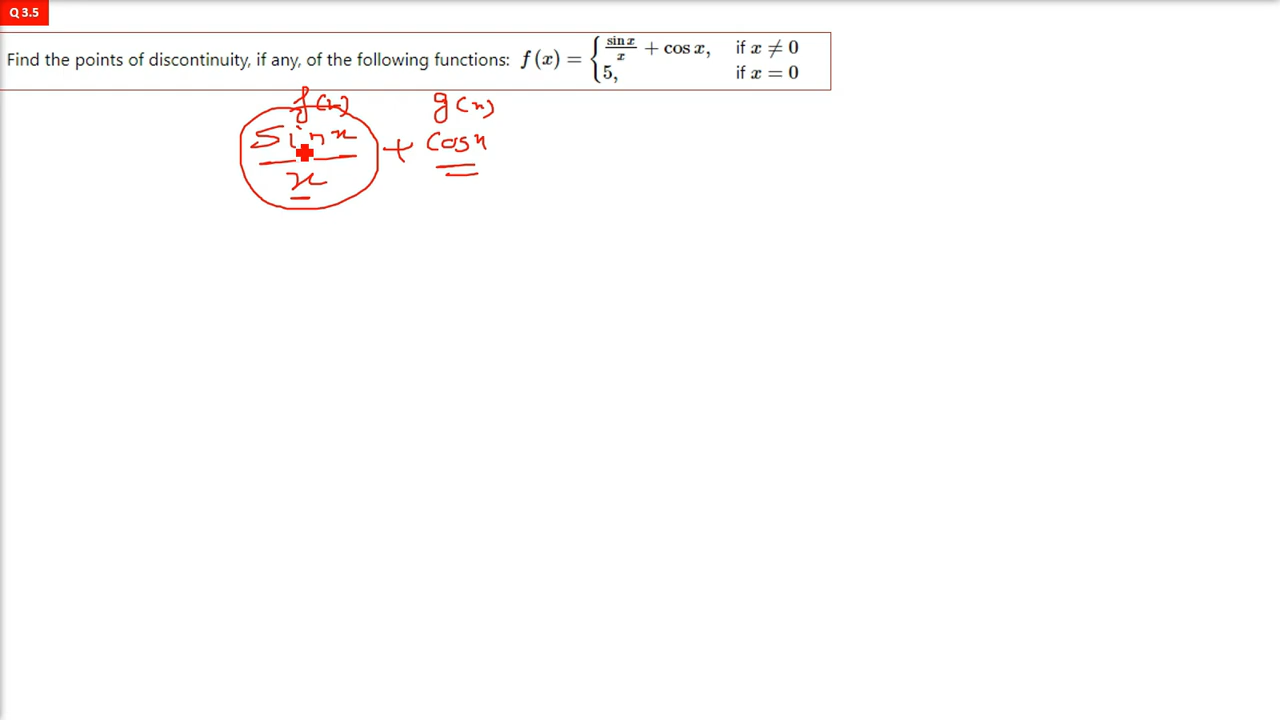 Q 3.5
Find the points of discontinuity, if any, of the following functions: f(x) = { sin x / x + cos x, if x ≠ 0
5, if x = 0
f(x) g(x)
sin x / x + cos x